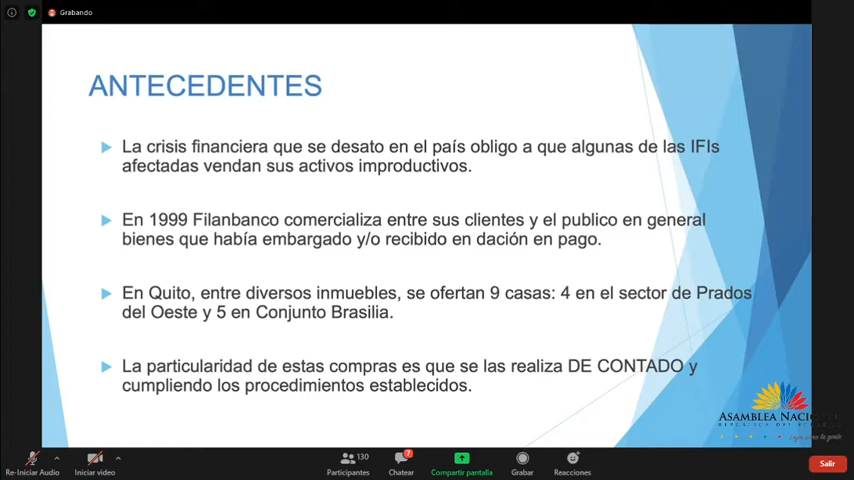 Grabando
ANTECEDENTES
La crisis financiera que se desato en el país obligo a que algunas de las IFIs
afectadas vendan sus activos improductivos.
En 1999 Filanbanco comercializa entre sus clientes y el publico en general
bienes que había embargado y/o recibido en dación en pago.
En Quito, entre diversos inmuebles, se ofertan 9 casas: 4 en el sector de Prados
del Oeste y 5 en Conjunto Brasilia.
La particularidad de estas compras es que se las realiza DE CONTADO y
cumpliendo los procedimientos establecidos.
ASAMBLEA NACIONAL
REPÚBLICA DEL ECUADOR
Re-Iniciar Audio
Iniciar video
130
Participantes
7
Chatear
Compartir pantalla
Grabar
Reacciones
Salir